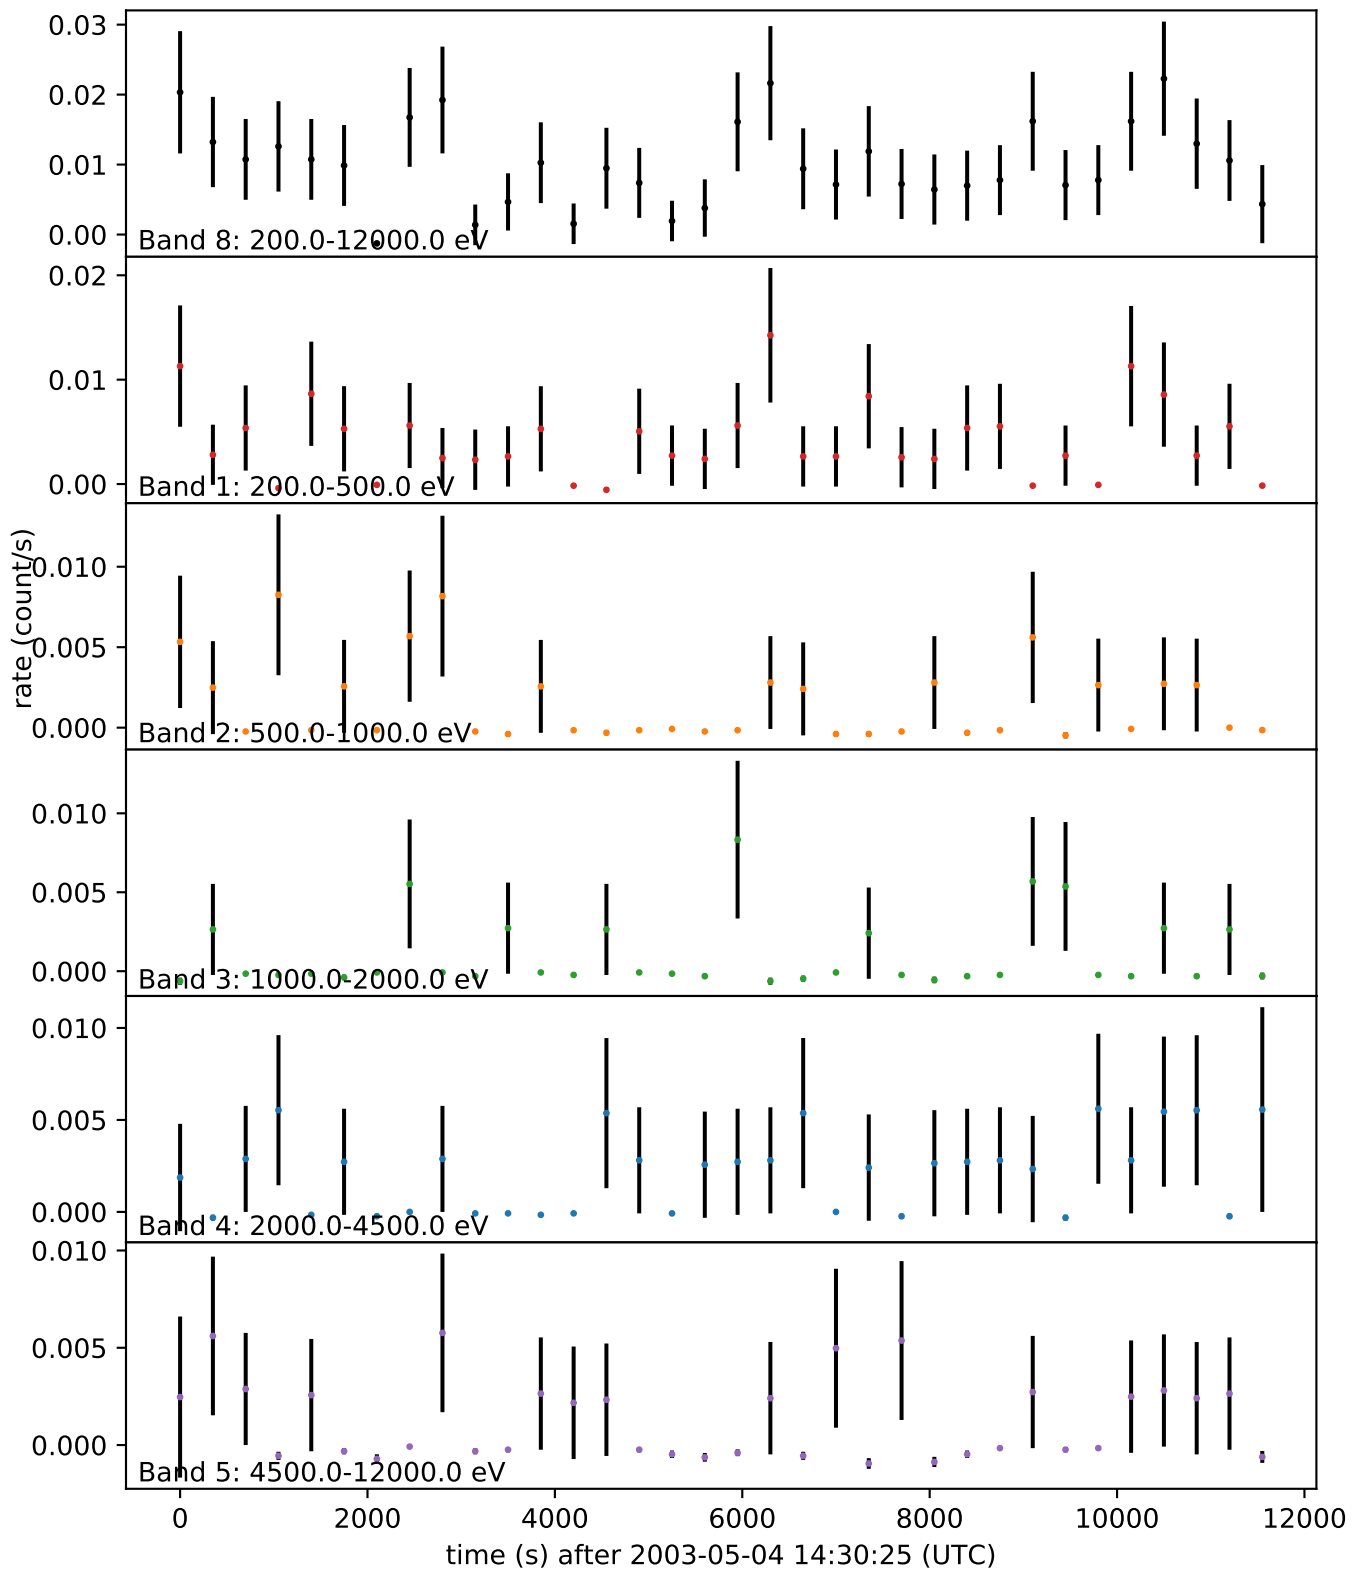 0.03
0.02
0.01
0.00
Band 8: 200.0-12000.0 eV
0.02
0.01
0.00
Band 1: 200.0-500.0 eV
rate (count/s)
0.010
0.005
0.000
Band 2: 500.0-1000.0 eV
0.010
0.005
0.000
Band 3: 1000.0-2000.0 eV
0.010
0.005
0.000
Band 4: 2000.0-4500.0 eV
0.010
0.005
0.000
Band 5: 4500.0-12000.0 eV
0 2000 4000 6000 8000 10000 12000
time (s) after 2003-05-04 14:30:25 (UTC)